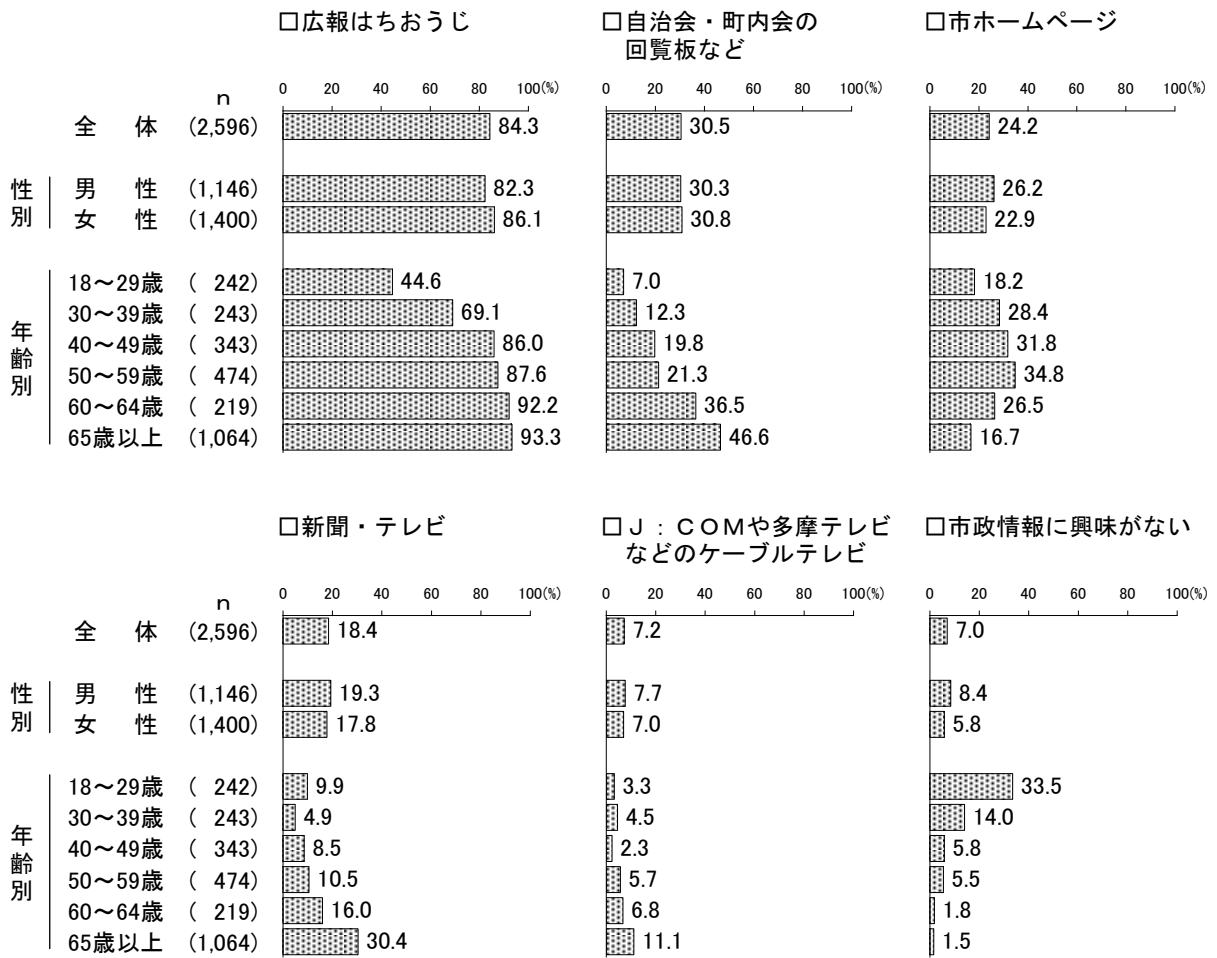 □広報はちおうじ　□自治会・町内会の　□市ホームページ
回覧板など
0 20 40 60 80 100(%) 0 20 40 60 80 100(%) 0 20 40 60 80 100(%)
ｎ
全　体 (2,596) 84.3 30.5 24.2
性別
男　性 (1,146) 82.3 30.3 26.2
女　性 (1,400) 86.1 30.8 22.9
年齢別
18～29歳 ( 242) 44.6 7.0 18.2
30～39歳 ( 243) 69.1 12.3 28.4
40～49歳 ( 343) 86.0 19.8 31.8
50～59歳 ( 474) 87.6 21.3 34.8
60～64歳 ( 219) 92.2 36.5 26.5
65歳以上 (1,064) 93.3 46.6 16.7
□新聞・テレビ　□Ｊ：ＣＯＭや多摩テレビ　□市政情報に興味がない
などのケーブルテレビ
0 20 40 60 80 100(%) 0 20 40 60 80 100(%) 0 20 40 60 80 100(%)
ｎ
全　体 (2,596) 18.4 7.2 7.0
性別
男　性 (1,146) 19.3 7.7 8.4
女　性 (1,400) 17.8 7.0 5.8
年齢別
18～29歳 ( 242) 9.9 3.3 33.5
30～39歳 ( 243) 4.9 4.5 14.0
40～49歳 ( 343) 8.5 2.3 5.8
50～59歳 ( 474) 10.5 5.7 5.5
60～64歳 ( 219) 16.0 6.8 1.8
65歳以上 (1,064) 30.4 11.1 1.5